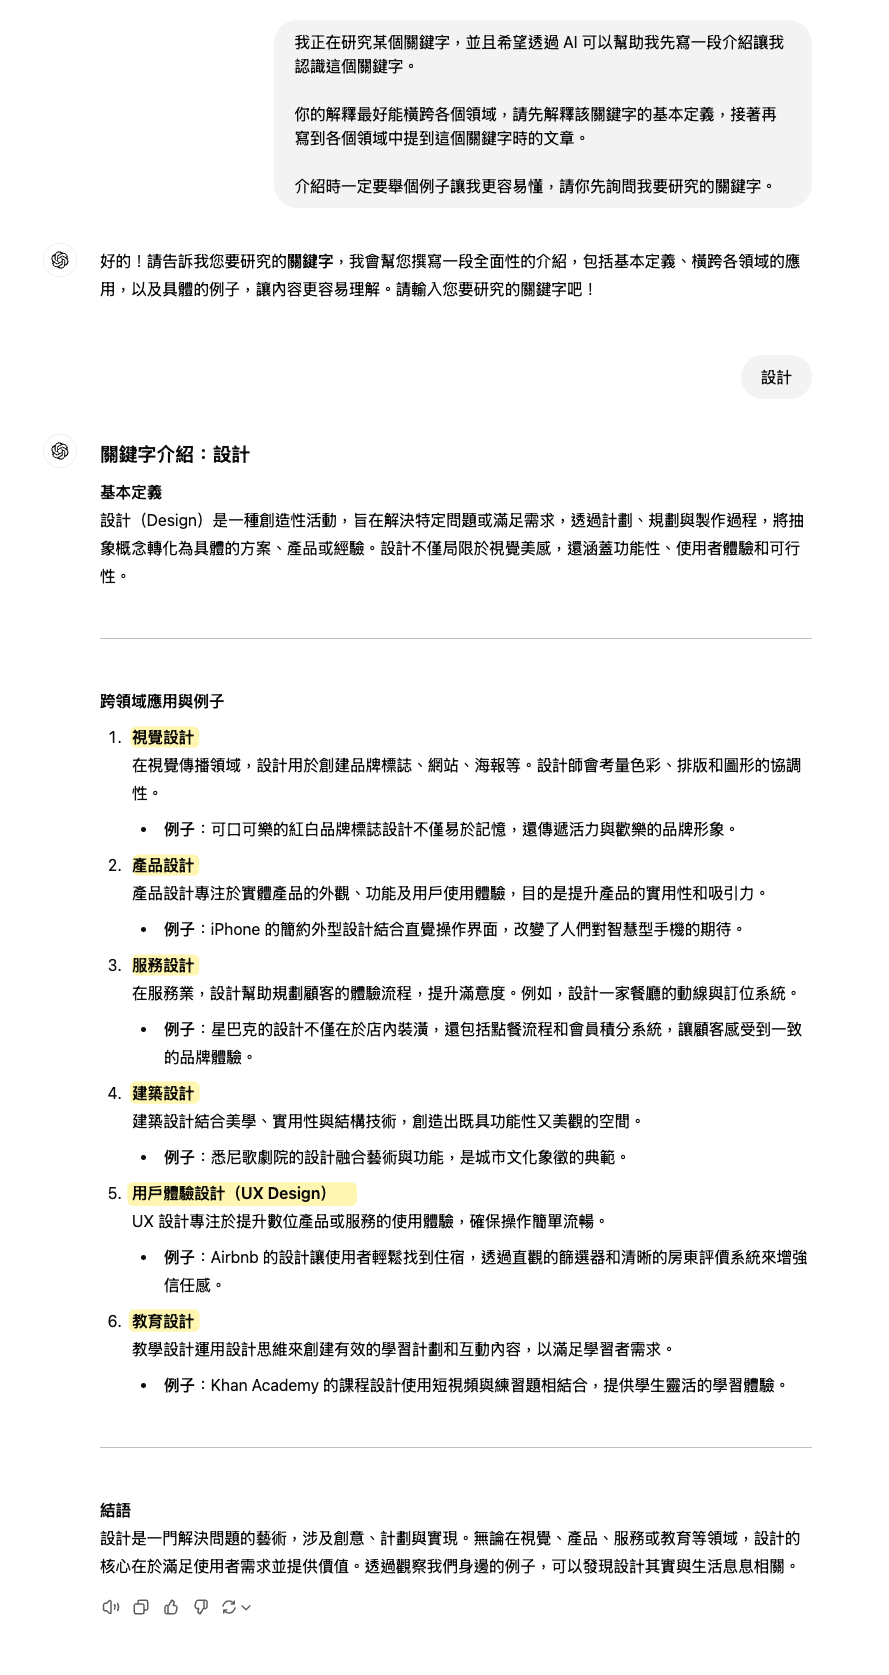 我正在研究某個關鍵字，並且希望透過 AI 可以幫助我先寫一段介紹讓我
認識這個關鍵字。
你的解釋最好能橫跨各個領域，請先解釋該關鍵字的基本定義，接著再
寫到各個領域中提到這個關鍵字時的文章。
介紹時一定要舉個例子讓我更容易懂，請你先詢問我要研究的關鍵字。
好的！請告訴我您要研究的關鍵字，我會幫您撰寫一段全面性的介紹，包括基本定義、橫跨各領域的應
用，以及具體的例子，讓內容更容易理解。請輸入您要研究的關鍵字吧！
設計
關鍵字介紹：設計
基本定義
設計（Design）是一種創造性活動，旨在解決特定問題或滿足需求，透過計劃、規劃與製作過程，將抽
象概念轉化為具體的方案、產品或經驗。設計不僅局限於視覺美感，還涵蓋功能性、使用者體驗和可行
性。
跨領域應用與例子
1. 視覺設計
在視覺傳播領域，設計用於創建品牌標誌、網站、海報等。設計師會考量色彩、排版和圖形的協調
性。
• 例子：可口可樂的紅白品牌標誌設計不僅易於記憶，還傳遞活力與歡樂的品牌形象。
2. 產品設計
產品設計專注於實體產品的外觀、功能及用戶使用體驗，目的是提升產品的實用性和吸引力。
• 例子：iPhone 的簡約外型設計結合直覺操作界面，改變了人們對智慧型手機的期待。
3. 服務設計
在服務業，設計幫助規劃顧客的體驗流程，提升滿意度。例如，設計一家餐廳的動線與訂位系統。
• 例子：星巴克的設計不僅在於店內裝潢，還包括點餐流程和會員積分系統，讓顧客感受到一致
的品牌體驗。
4. 建築設計
建築設計結合美學、實用性與結構技術，創造出既具功能性又美觀的空間。
• 例子：悉尼歌劇院的設計融合藝術與功能，是城市文化象徵的典範。
5. 用戶體驗設計（UX Design）
UX 設計專注於提升數位產品或服務的使用體驗，確保操作簡單流暢。
• 例子：Airbnb 的設計讓使用者輕鬆找到住宿，透過直觀的篩選器和清晰的房東評價系統來增強
信任感。
6. 教育設計
教學設計運用設計思維來創建有效的學習計劃和互動內容，以滿足學習者需求。
• 例子：Khan Academy 的課程設計使用短視頻與練習題相結合，提供學生靈活的學習體驗。
結語
設計是一門解決問題的藝術，涉及創意、計劃與實現。無論在視覺、產品、服務或教育等領域，設計的
核心在於滿足使用者需求並提供價值。透過觀察我們身邊的例子，可以發現設計其實與生活息息相關。